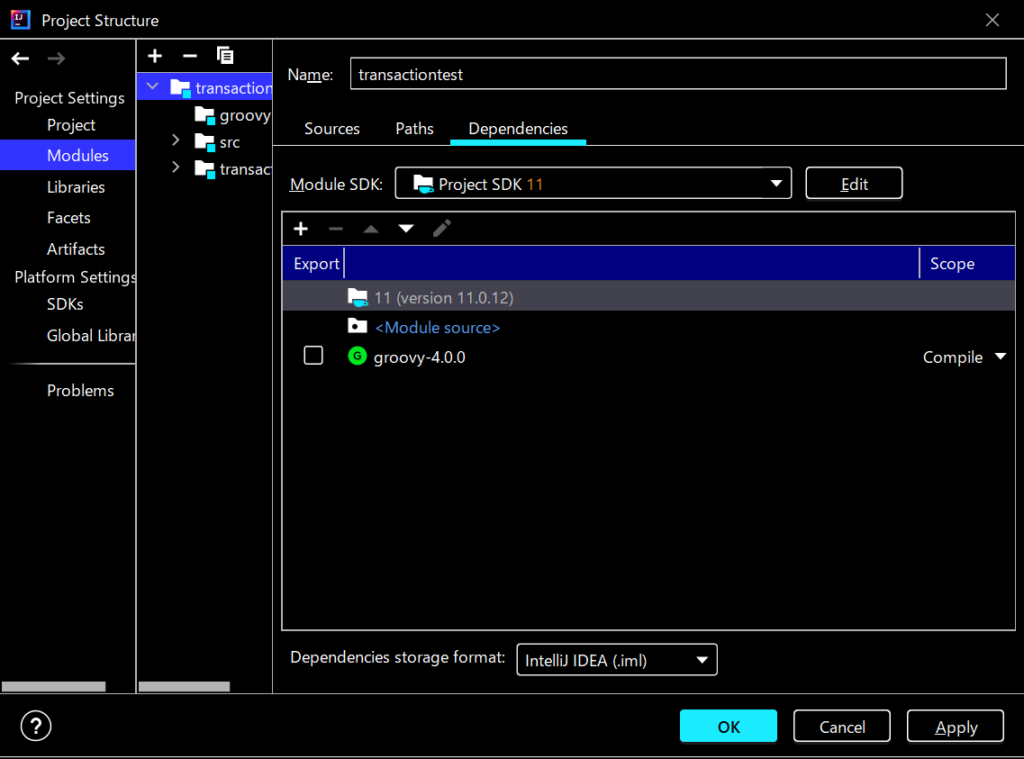 Project Structure
Project Settings
Project
Modules
Libraries
Facets
Artifacts
Platform Settings
SDKs
Global Librar
Problems
transaction
groovy
src
transac
Name: transactiontest
Sources Paths Dependencies
Module SDK: Project SDK 11 Edit
Export Scope
11 (version 11.0.12)
<Module source>
G groovy-4.0.0 Compile
Dependencies storage format: IntelliJ IDEA (.iml)
? OK Cancel Apply